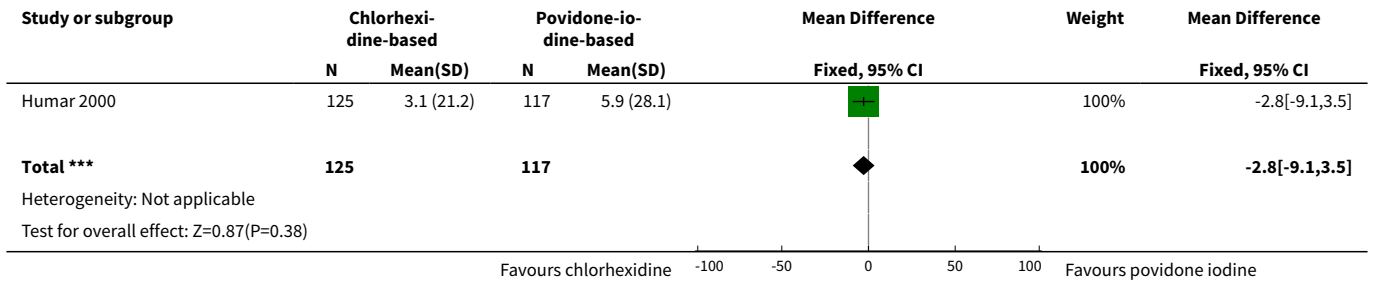 Study or subgroup Chlorhexi- Povidone-io- Mean Difference Weight Mean Difference
dine-based dine-based
N Mean(SD) N Mean(SD) Fixed, 95% CI Fixed, 95% CI
Humar 2000 125 3.1 (21.2) 117 5.9 (28.1) 100% -2.8[-9.1,3.5]
Total *** 125 117 100% -2.8[-9.1,3.5]
Heterogeneity: Not applicable
Test for overall effect: Z=0.87(P=0.38)
Favours chlorhexidine -100 -50 0 50 100 Favours povidone iodine